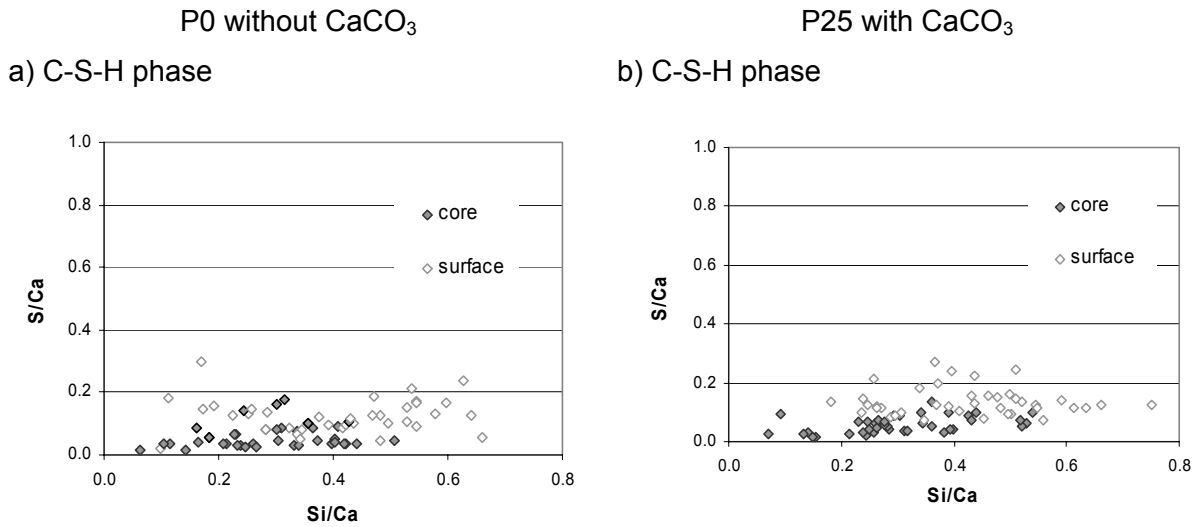 P0 without CaCO₃
P25 with CaCO₃
a) C-S-H phase
b) C-S-H phase
1.0
0.8
0.6
0.4
0.2
0.0
S/Ca
core
surface
0.0 0.2 0.4 0.6 0.8
Si/Ca
1.0
0.8
0.6
0.4
0.2
0.0
S/Ca
core
surface
0.0 0.2 0.4 0.6 0.8
Si/Ca